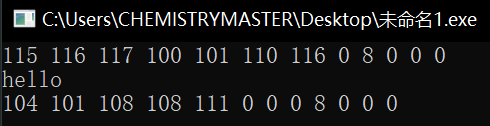 C:\Users\CHEMISTRYMASTER\Desktop\未命名1.exe
115 116 117 100 101 110 116 0 8 0 0 0
hello
104 101 108 108 111 0 0 0 8 0 0 0